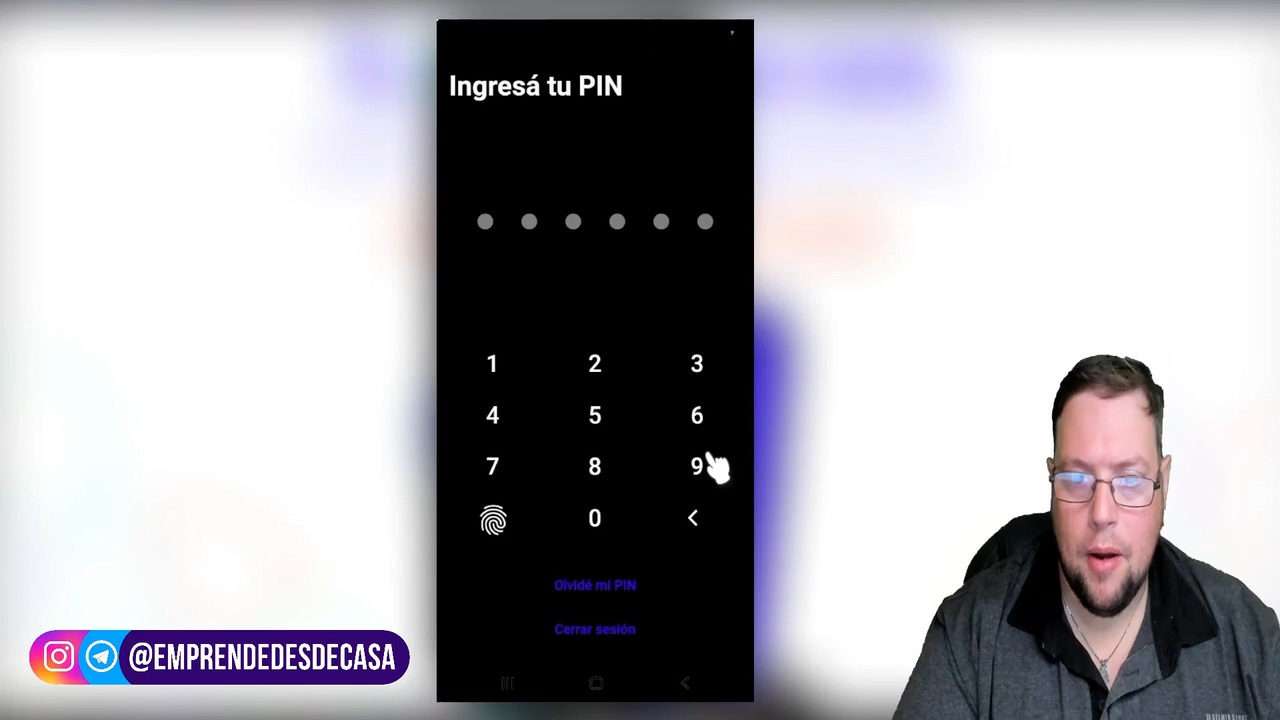 Ingresá tu PIN
1 2 3
4 5 6
7 8 9
0
Olvidé mi PIN
Cerrar sesión
@EMPRENDEDESDECASA